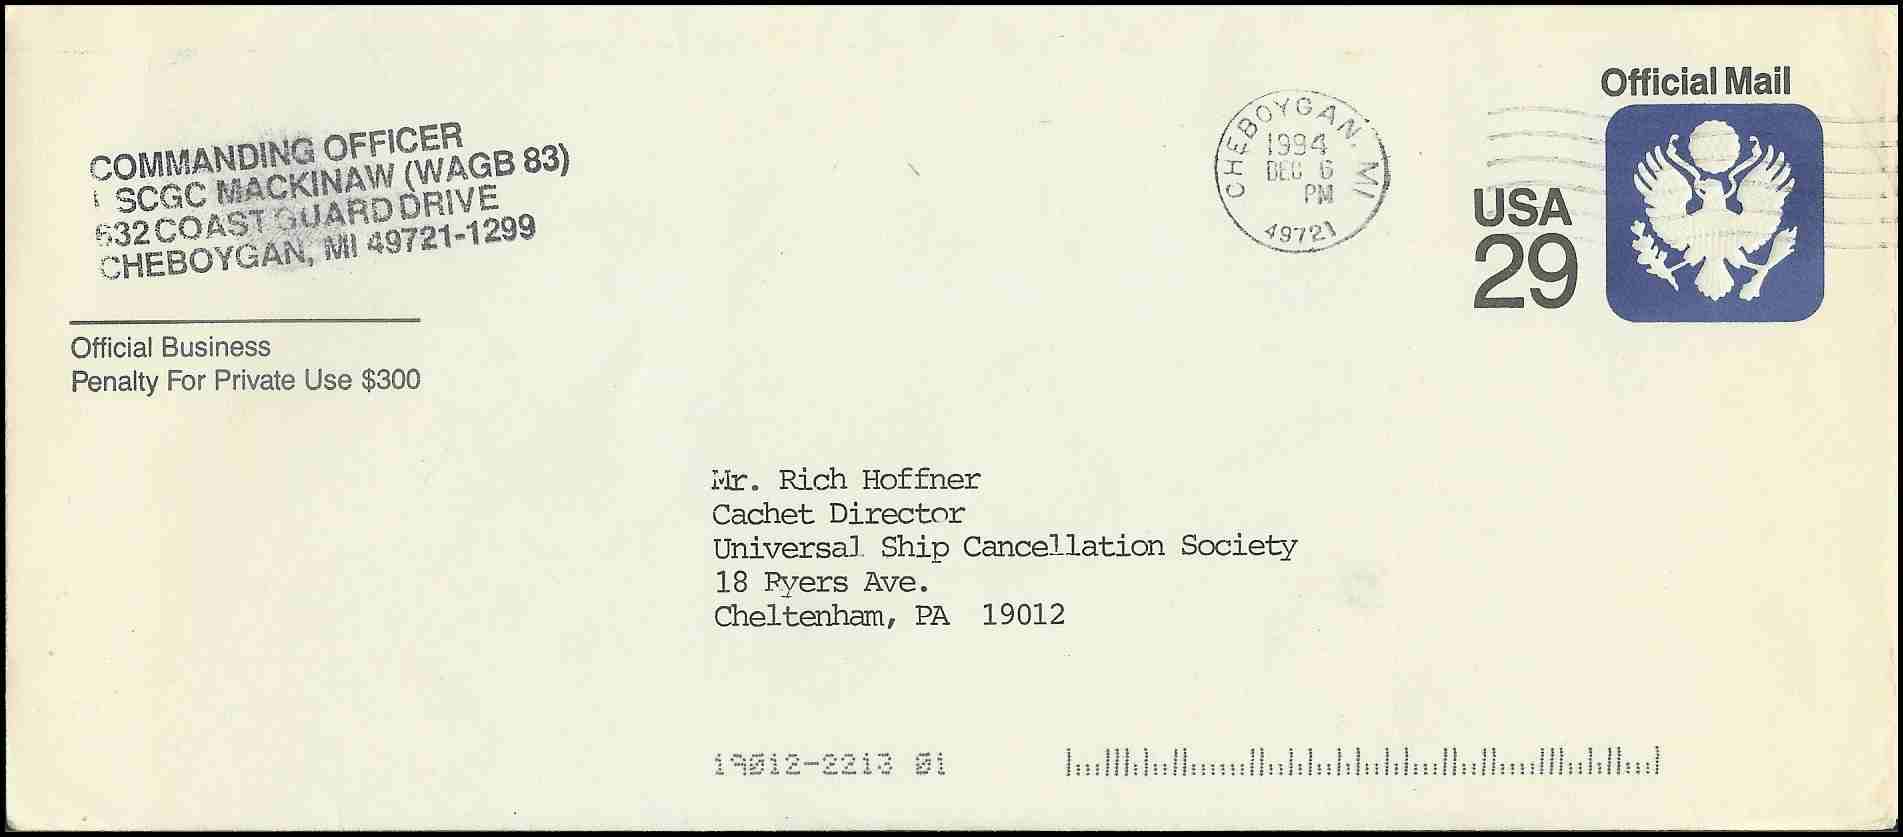 COMMANDING OFFICER
SCGC MACKINAW (WAGB 83)
632 COAST GUARD DRIVE
CHEBOYGAN, MI 49721-1299
Official Business
Penalty For Private Use $300
CHEBOYGAN, MI
1994
DEC 6
PM
49721
Official Mail
USA
29
Mr. Rich Hoffner
Cachet Director
Universal Ship Cancellation Society
18 Ryers Ave.
Cheltenham, PA 19012
19012-2213 01